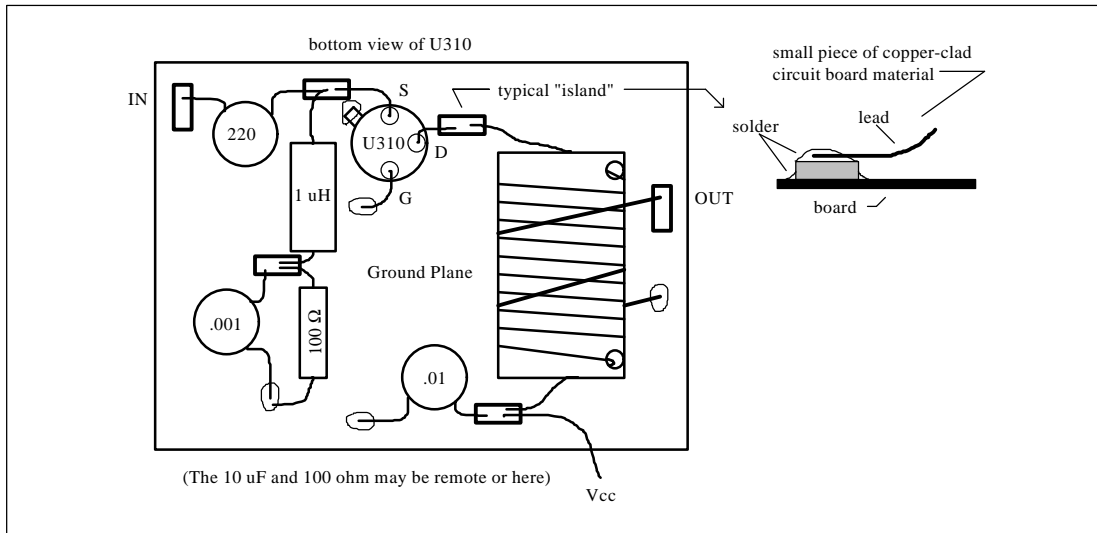 bottom view of U310
small piece of copper-clad
circuit board material
IN
S
typical "island"
220
U310
D
lead
solder
1 uH
G
OUT
board
Ground Plane
.001
100 Ω
.01
(The 10 uF and 100 ohm may be remote or here)
Vcc